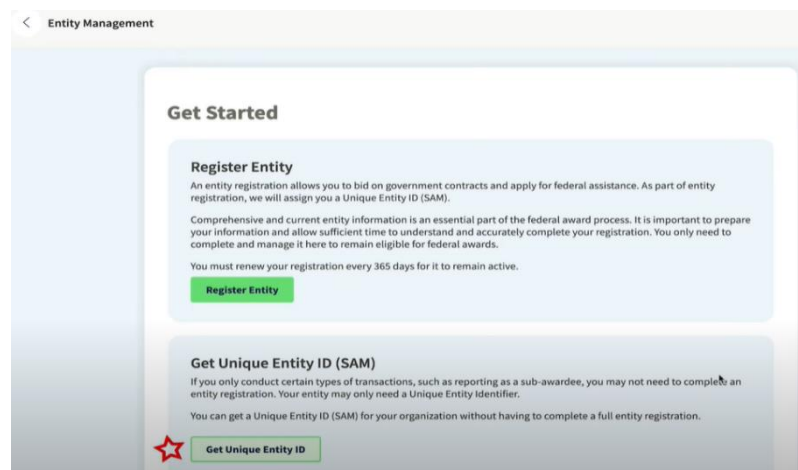 Entity Management
Get Started
Register Entity
An entity registration allows you to bid on government contracts and apply for federal assistance. As part of entity
registration, we will assign you a Unique Entity ID (SAM).
Comprehensive and current entity information is an essential part of the federal award process. It is important to prepare
your information and allow sufficient time to understand and accurately complete your registration. You only need to
complete and manage it here to remain eligible for federal awards.
You must renew your registration every 365 days for it to remain active.
Register Entity
Get Unique Entity ID (SAM)
If you only conduct certain types of transactions, such as reporting as a sub-awardee, you may not need to complete an
entity registration. Your entity may only need a Unique Entity Identifier.
You can get a Unique Entity ID (SAM) for your organization without having to complete a full entity registration.
Get Unique Entity ID